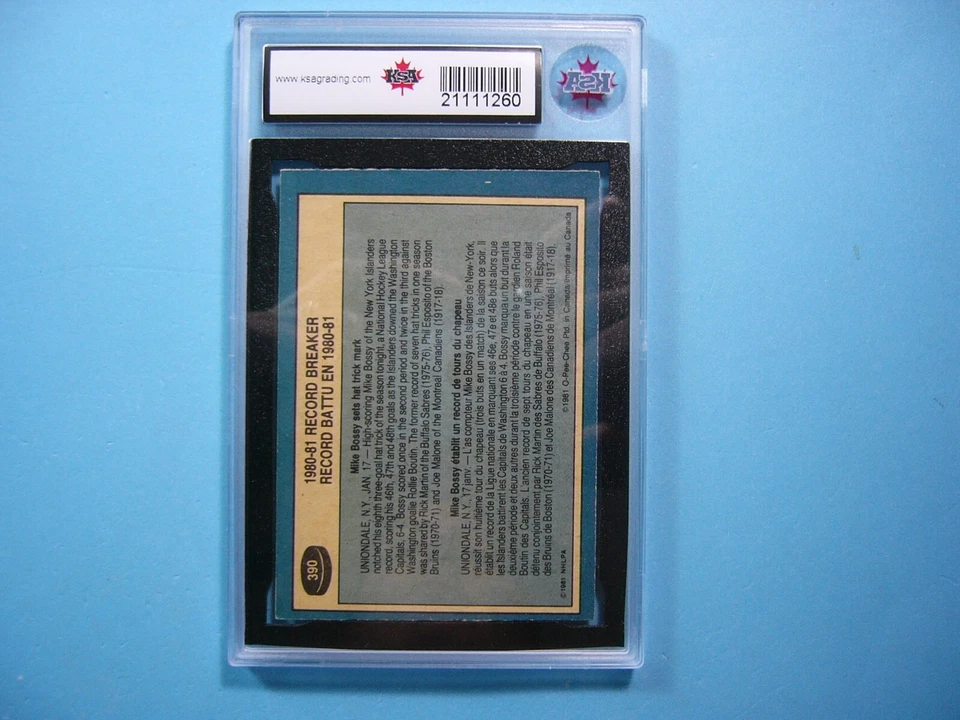 www.ksagrading.com
KSA
21111260
KSA
390
1980-81 RECORD BREAKER
RECORD BATTU EN 1980-81
Mike Bossy sets hat trick mark
UNIONDALE, N.Y., JAN. 17 — High-scoring Mike Bossy of the New York Islanders
notched his eighth three-goal hat trick of the season tonight, a National Hockey League
record, scoring his 46th, 47th and 48th goals as the Islanders downed the Washington
Capitals, 6-4. Bossy scored once in the second period and twice in the third against
Washington goalie Rollie Boutin. The former record of seven hat tricks in one season
was shared by Rick Martin of the Buffalo Sabres (1975-76), Phil Esposito of the Boston
Bruins (1970-71) and Joe Malone of the Montreal Canadiens (1917-18).
Mike Bossy établit un record de tours du chapeau
UNIONDALE, N.Y., 17 janv. — L'as compteur Mike Bossy des Islanders de New-York,
réussit son huitième tour du chapeau (trois buts en un match) de la saison ce soir. Il
établit un record de la Ligue nationale en marquant ses 46e, 47e et 48e buts alors que
les Islanders battirent les Capitals de Washington 6 à 4. Bossy marqua un but durant la
deuxième période et deux autres durant la troisième période contre le gardien Roland
Boutin des Capitals. L'ancien record de sept tours du chapeau en une saison était
détenu conjointement par Rick Martin des Sabres de Buffalo (1975-76), Phil Esposito
des Bruins de Boston (1970-71) et Joe Malone des Canadiens de Montréal (1917-18).
©1981 NHLPA
©1981 O-Pee-Chee Ptd. in Canada Imprimé au Canada